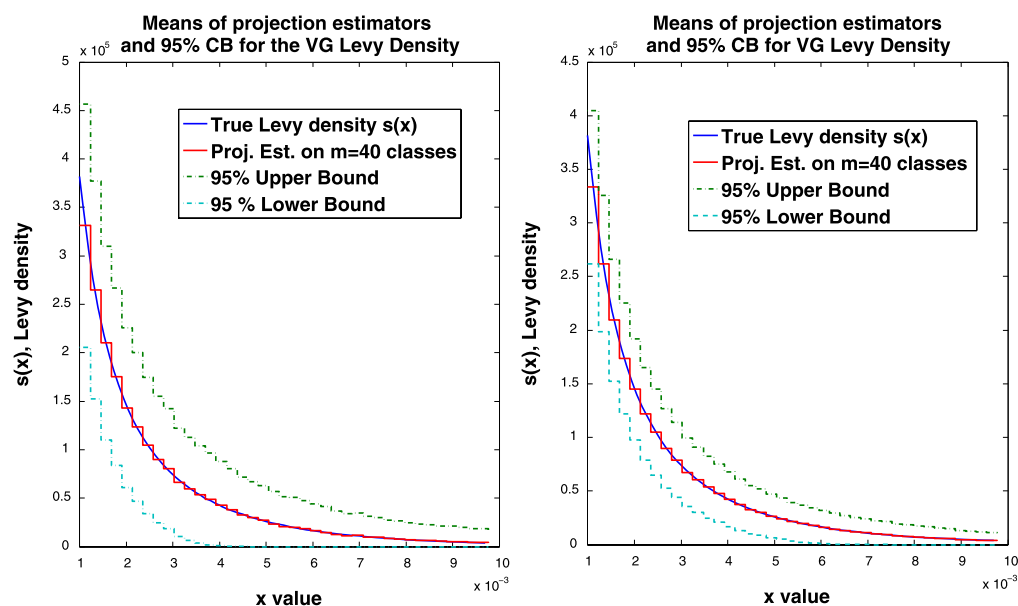 Means of projection estimators
and 95% CB for the VG Levy Density
x 10⁵
5
4.5
4
3.5
3
2.5
2
1.5
1
0.5
0
s(x), Levy density
True Levy density s(x)
Proj. Est. on m=40 classes
95% Upper Bound
95 % Lower Bound
1 2 3 4 5 6 7 8 9 10
x 10⁻³
x value
Means of projection estimators
and 95% CB for VG Levy Density
x 10⁵
4.5
4
3.5
3
2.5
2
1.5
1
0.5
0
s(x), Levy density
True Levy density s(x)
Proj. Est. on m=40 classes
95% Upper Bound
95% Lower Bound
1 2 3 4 5 6 7 8 9 10
x 10⁻³
x value